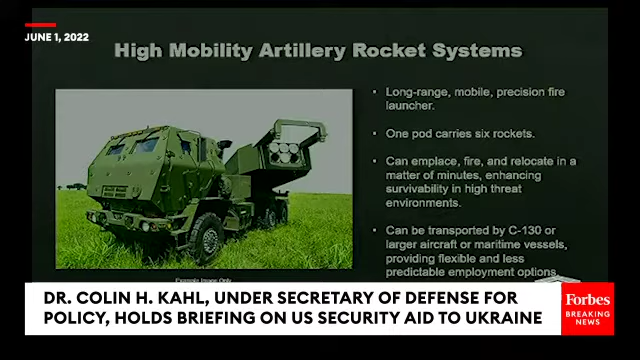 JUNE 1, 2022
High Mobility Artillery Rocket Systems
• Long-range, mobile, precision fire
launcher.
• One pod carries six rockets.
• Can emplace, fire, and relocate in a
matter of minutes, enhancing
survivability in high threat
environments.
• Can be transported by C-130 or
larger aircraft or maritime vessels,
providing flexible and less
predictable employment options.
Example Image Only
DR. COLIN H. KAHL, UNDER SECRETARY OF DEFENSE FOR
POLICY, HOLDS BRIEFING ON US SECURITY AID TO UKRAINE
Forbes
BREAKING
NEWS